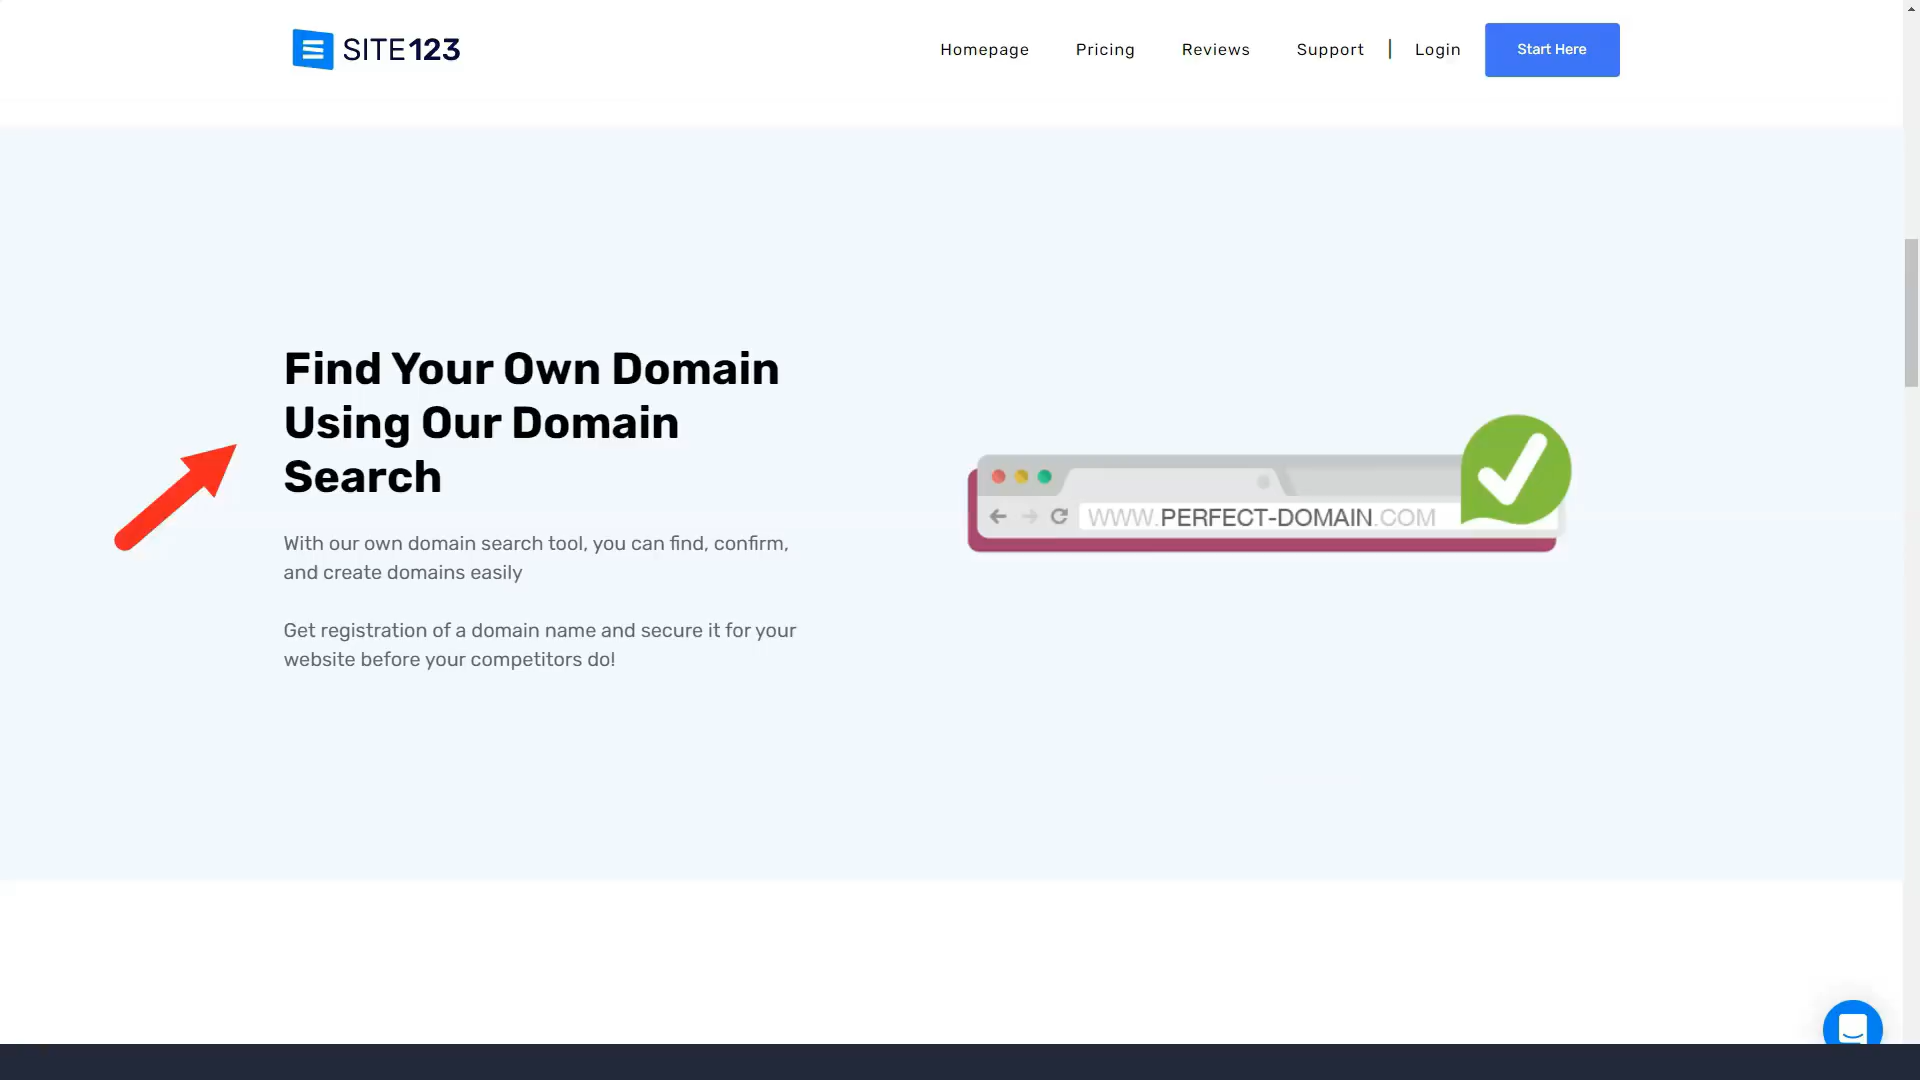 SITE123
Homepage
Pricing
Reviews
Support
Login
Start Here
Find Your Own Domain
Using Our Domain
Search
With our own domain search tool, you can find, confirm,
and create domains easily
Get registration of a domain name and secure it for your
website before your competitors do!
WWW.PERFECT-DOMAIN.COM